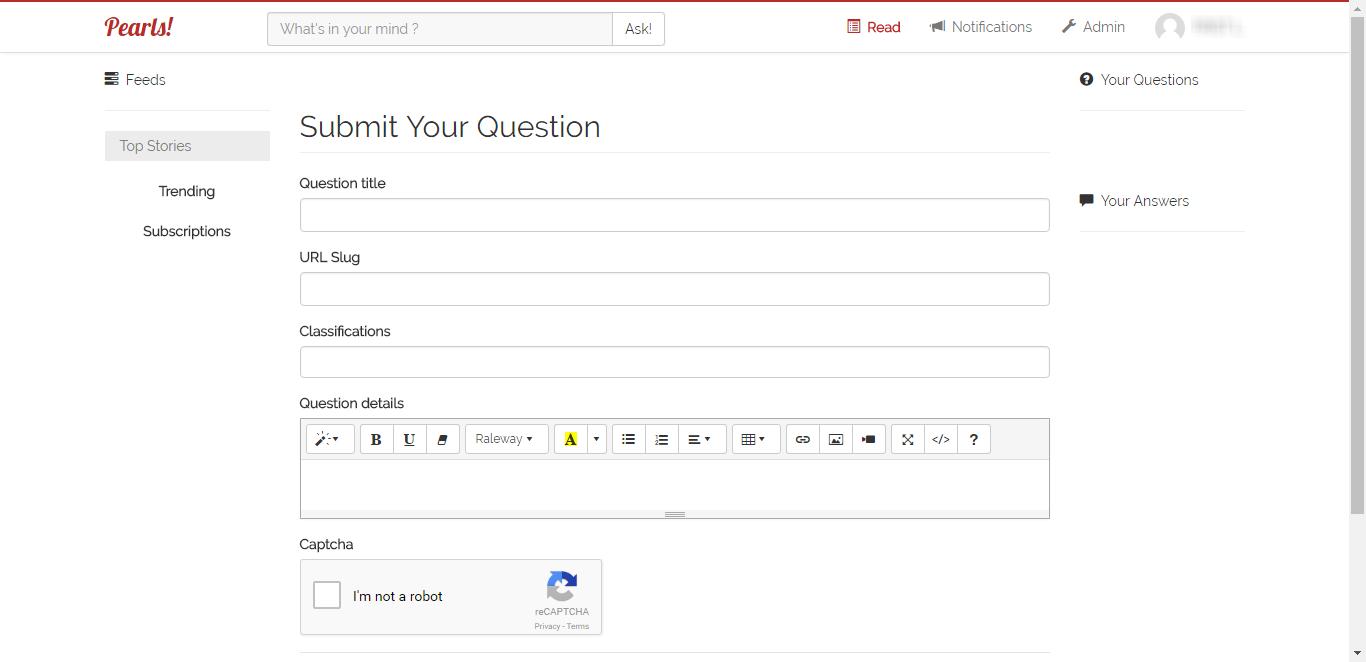 Pearls!
What's in your mind ?
Ask!
Read
Notifications
Admin
Feeds
Top Stories
Trending
Subscriptions
Submit Your Question
Question title
URL Slug
Classifications
Question details
B U Raleway A </> ?
Captcha
I'm not a robot
reCAPTCHA
Privacy - Terms
Your Questions
Your Answers